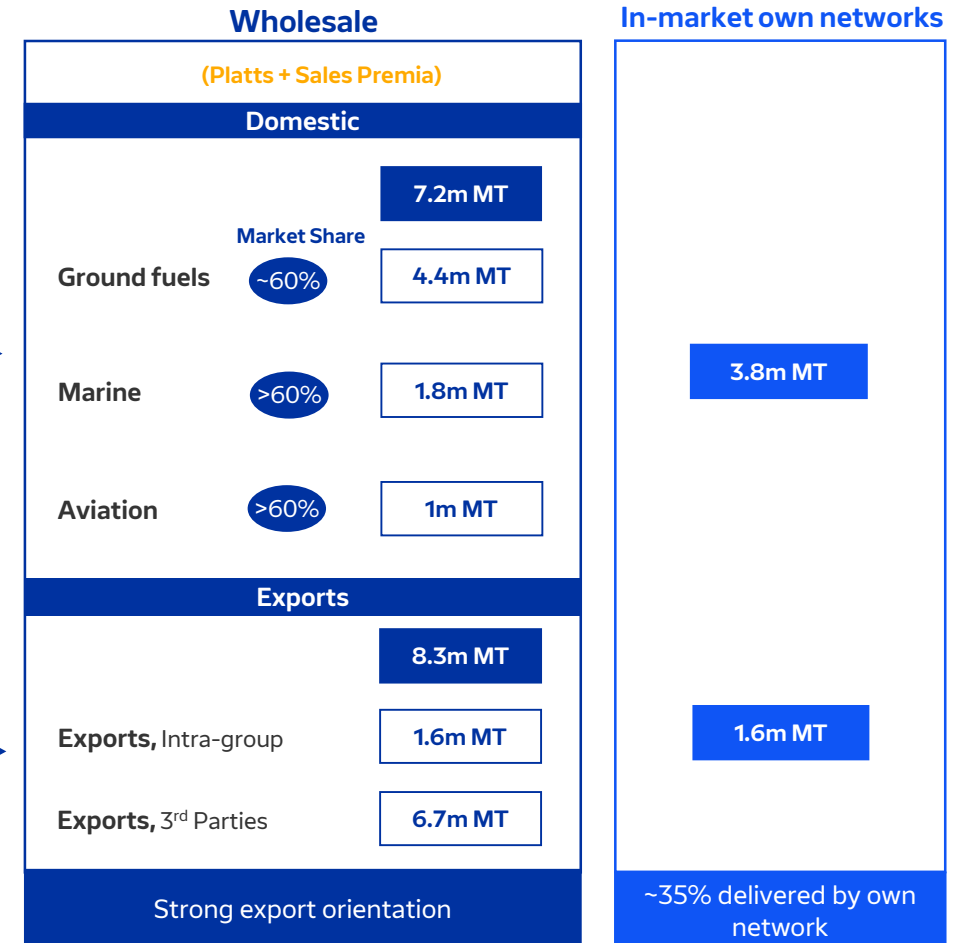 Wholesale
(Platts + Sales Premia)
Domestic
7.2m MT
Market Share
Ground fuels ~60% 4.4m MT
Marine >60% 1.8m MT
Aviation >60% 1m MT
Exports
8.3m MT
Exports, Intra-group 1.6m MT
Exports, 3rd Parties 6.7m MT
Strong export orientation
In-market own networks
3.8m MT
1.6m MT
~35% delivered by own
network